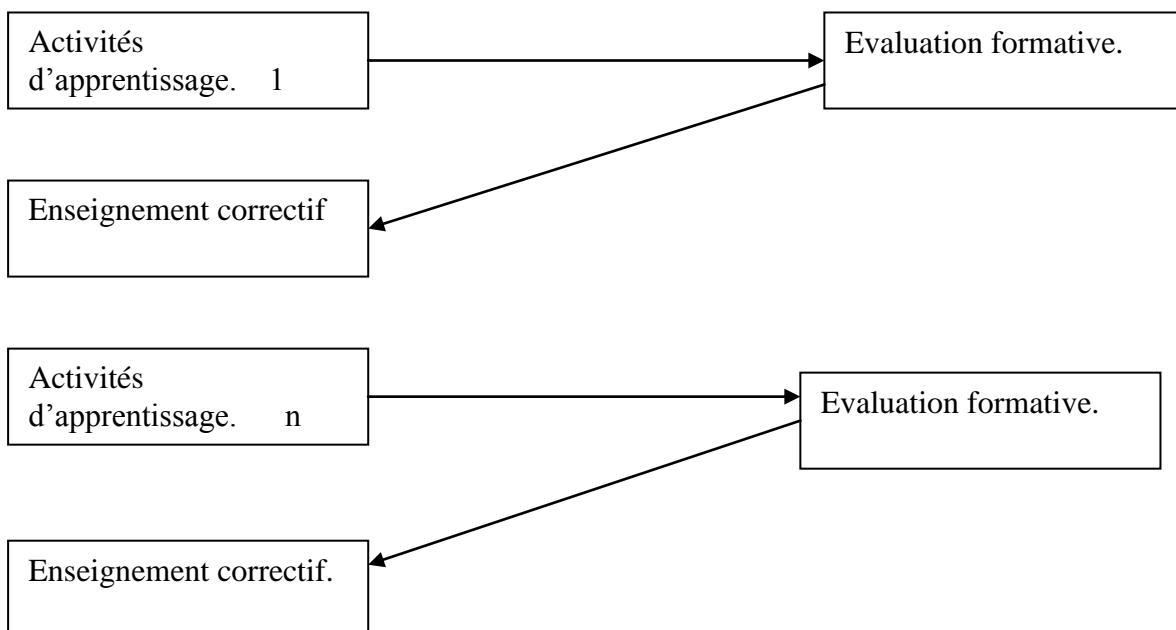 Activités
d’apprentissage. 1
Evaluation formative.
Enseignement correctif
Activités
d’apprentissage. n
Evaluation formative.
Enseignement correctif.